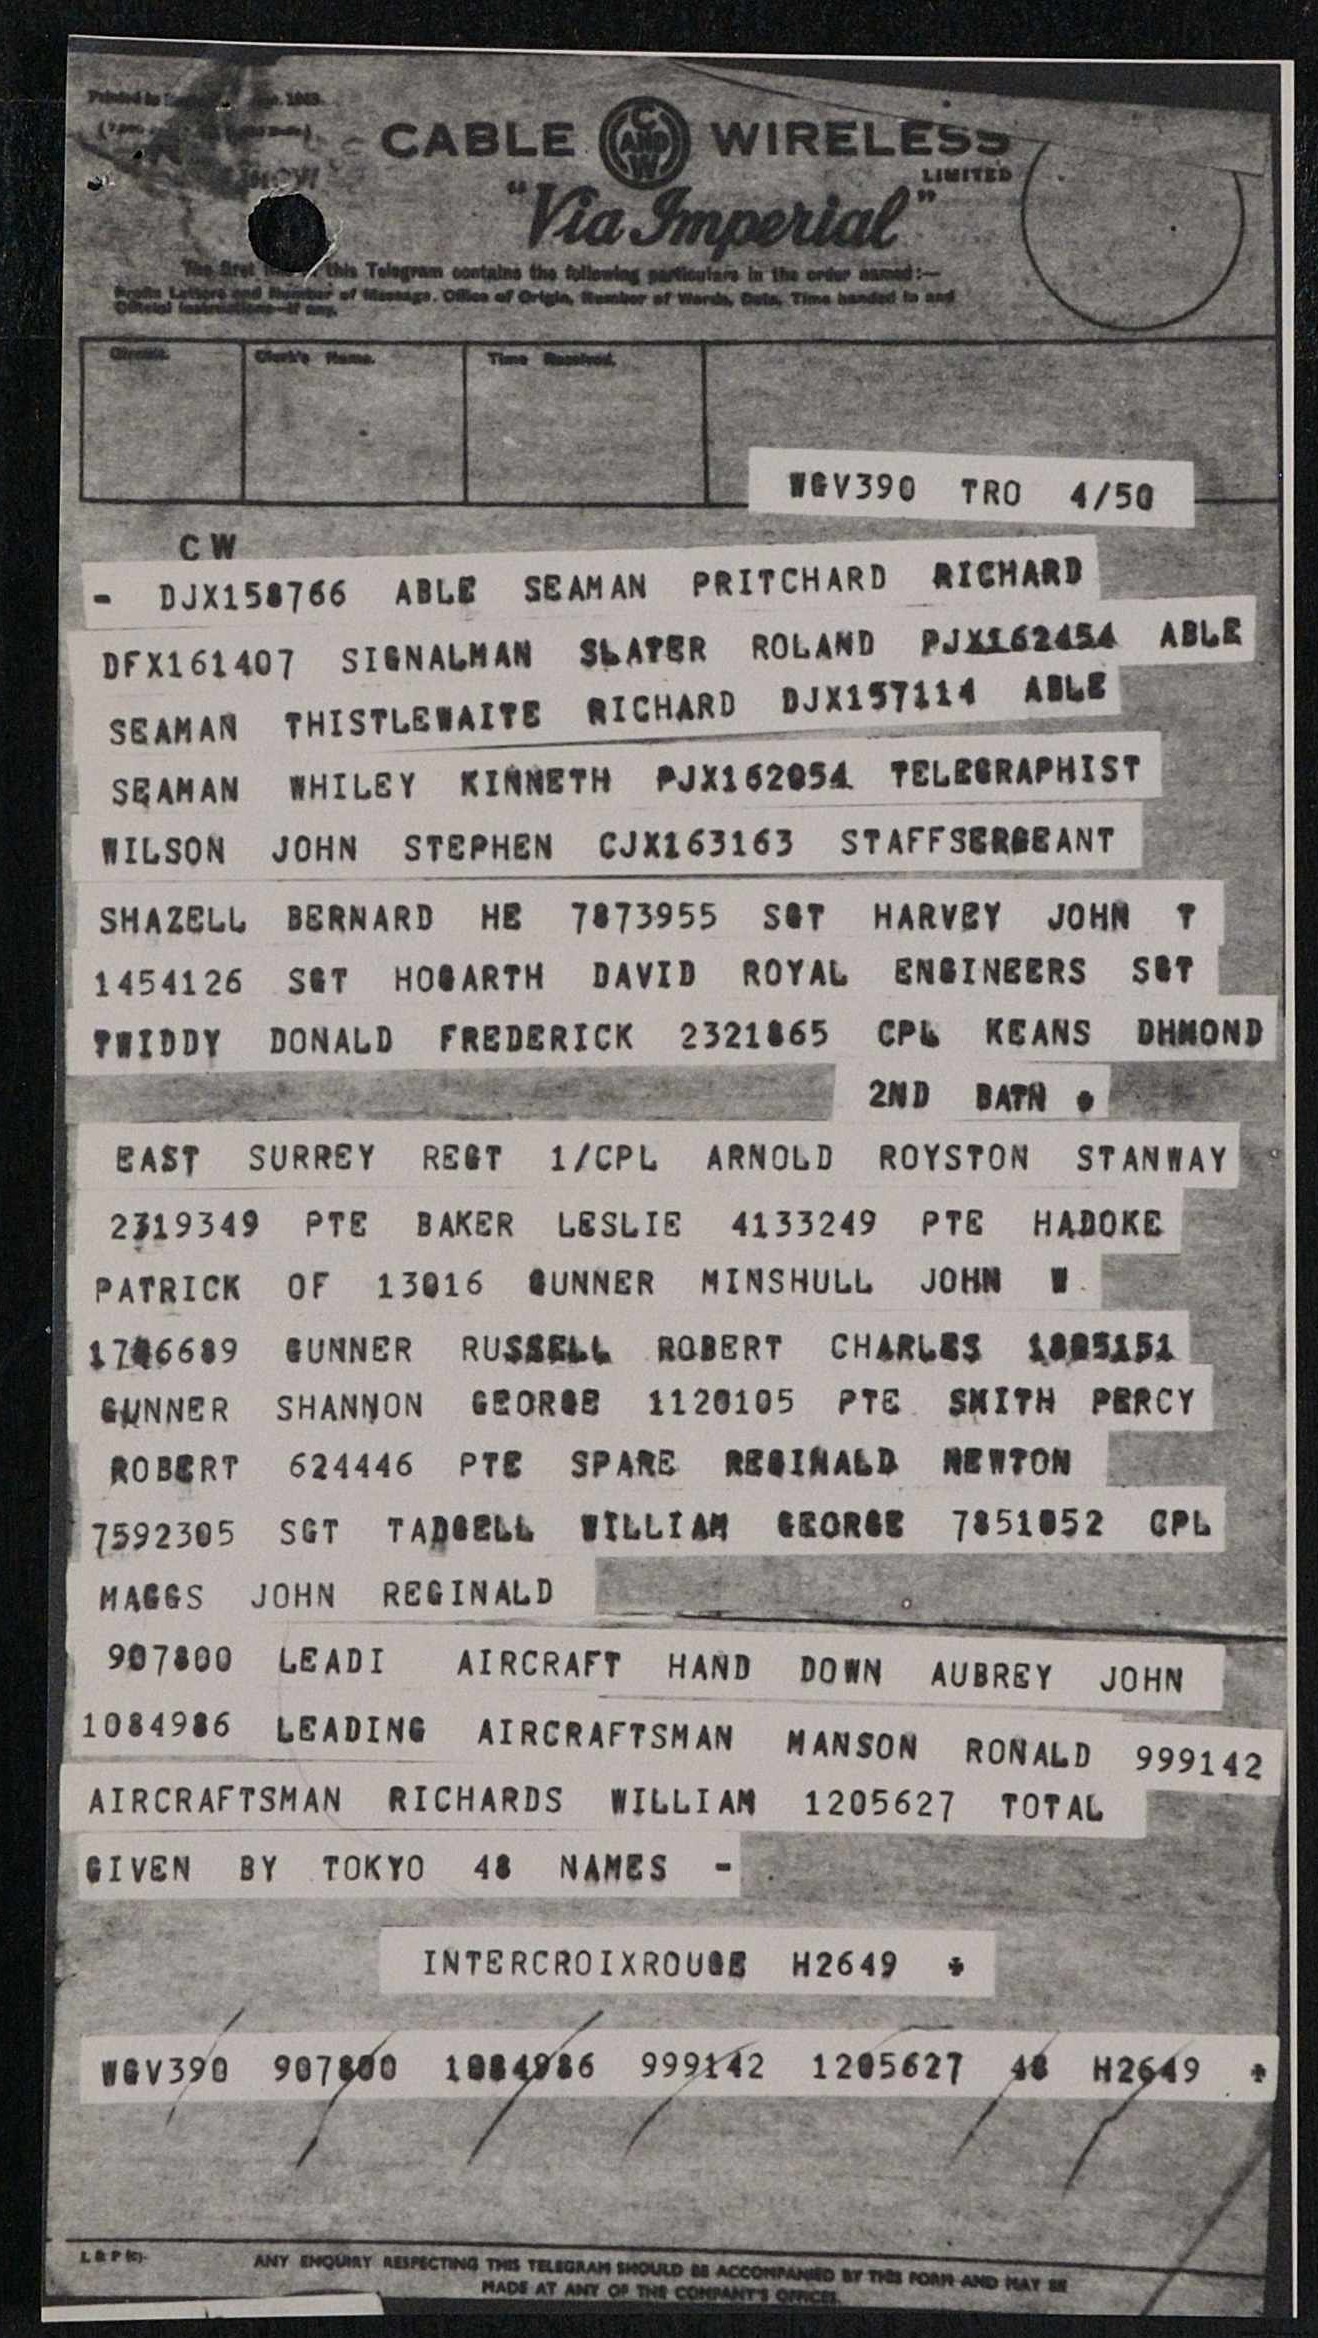 CABLE C AND W WIRELESS
LIMITED
"Via Imperial"
The first line of this Telegram contains the following particulars in the order named:—
Prefix Letters and Number of Message, Office of Origin, Number of Words, Date, Time handed in and
Official Instructions—if any.
Circuit. Clerk's Name. Time Received.
WGV390 TRO 4/50
CW
- DJX158766 ABLE SEAMAN PRITCHARD RICHARD
DFX161407 SIGNALMAN SLATER ROLAND PJX162454 ABLE
SEAMAN THISTLEWAITE RICHARD DJX157114 ABLE
SEAMAN WHILEY KINNETH PJX162054 TELEGRAPHIST
WILSON JOHN STEPHEN CJX163163 STAFFSERGEANT
SHAZELL BERNARD HE 7873955 SGT HARVEY JOHN T
1454126 SGT HOGARTH DAVID ROYAL ENGINEERS SGT
TWIDDY DONALD FREDERICK 2321865 CPL KEANS DHMOND
2ND BATN
EAST SURREY REGT 1/CPL ARNOLD ROYSTON STANWAY
2319349 PTE BAKER LESLIE 4133249 PTE HADOKE
PATRICK OF 13016 GUNNER MINSHULL JOHN W
GUNNER RUSSELL ROBERT CHARLES 1805151
GUNNER SHANNON GEORGE 1120105 PTE SMITH PERCY
ROBERT 624446 PTE SPARE REGINALD NEWTON
7592305 SGT TADGELL WILLIAM GEORGE 7851052 CPL
MAGGS JOHN REGINALD
907800 LEADI AIRCRAFT HAND DOWN AUBREY JOHN
1084986 LEADING AIRCRAFTSMAN MANSON RONALD 999142
AIRCRAFTSMAN RICHARDS WILLIAM 1205627 TOTAL
GIVEN BY TOKYO 48 NAMES -
INTERCROIXROUGE H2649 +
WGV390 907800 1084986 999142 1205627 48 H2649 +
ANY ENQUIRY RESPECTING THIS TELEGRAM SHOULD BE ACCOMPANIED BY THIS FORM AND MAY BE
MADE AT ANY OF THE COMPANY'S OFFICES.